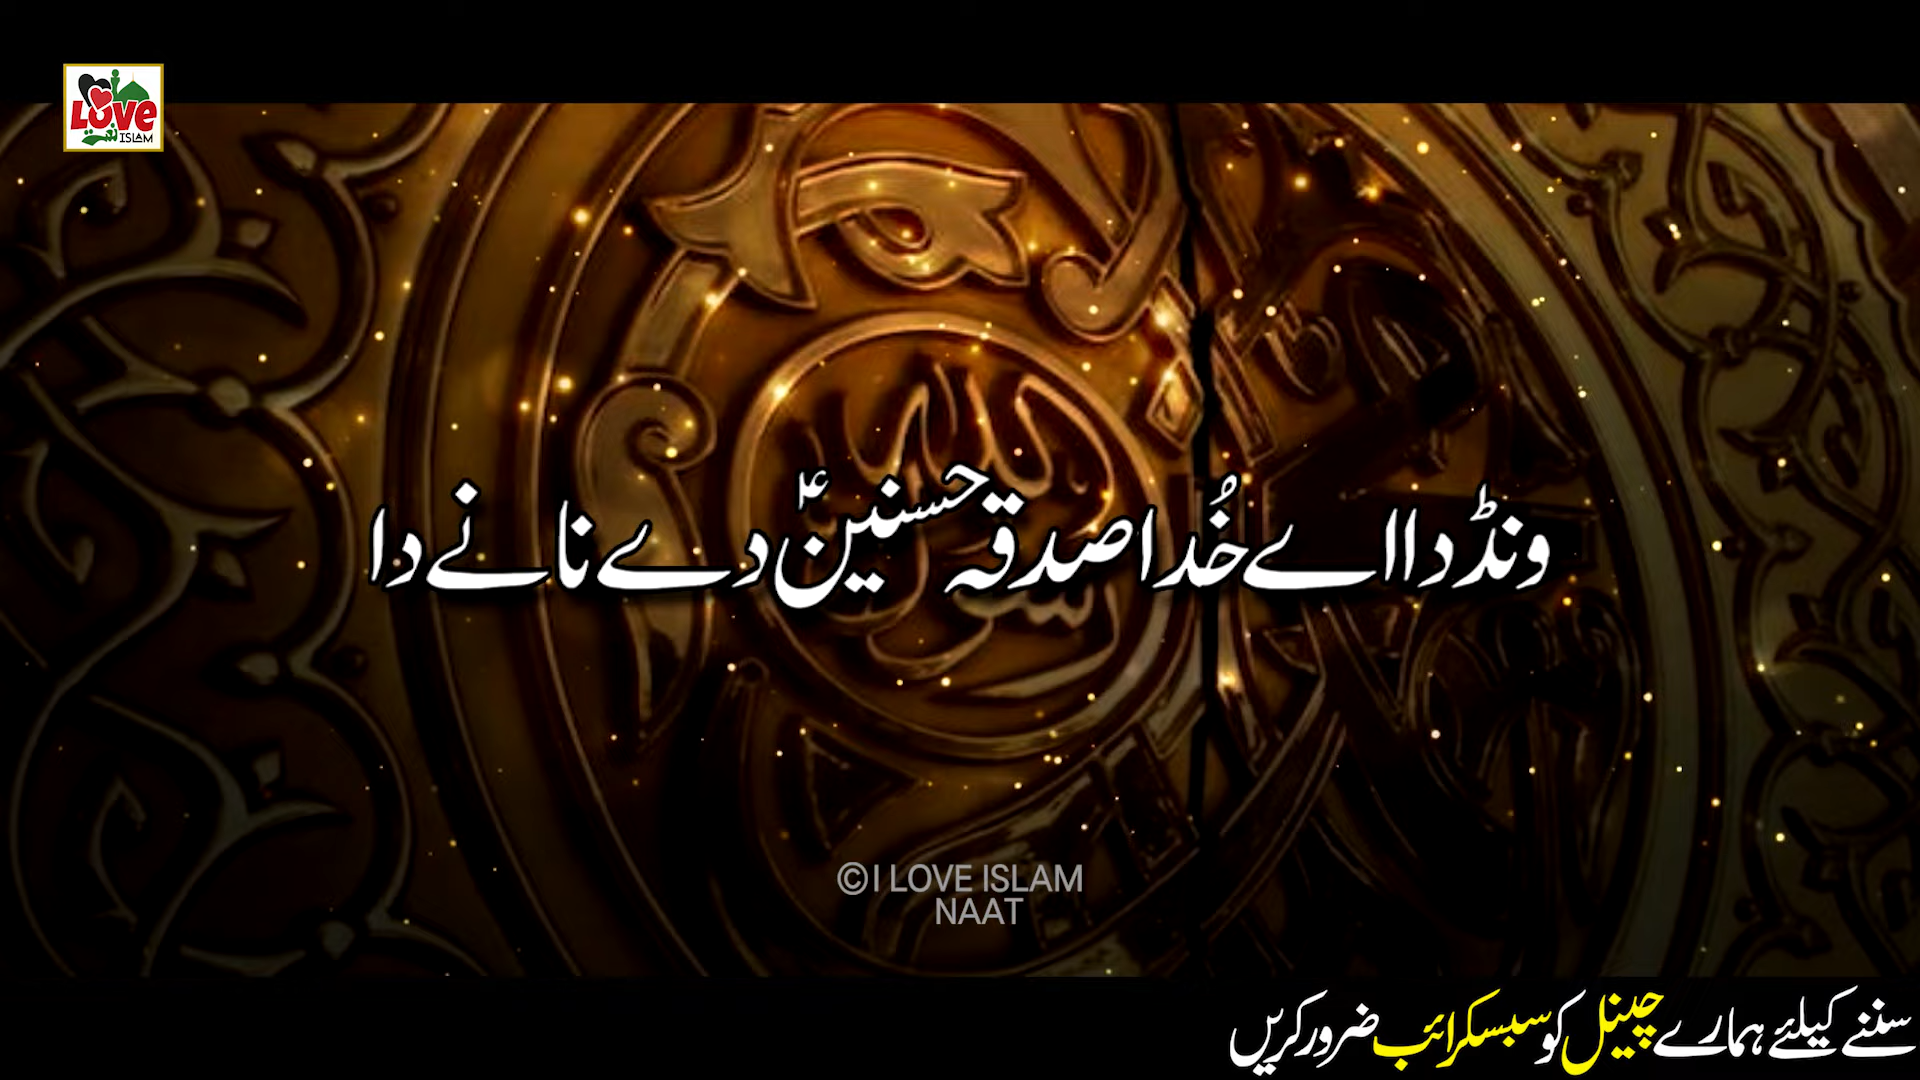 Love
ISLAM
ونڈدا اے خُدا صدقہ حسنینؑ دے نانے دا
©I LOVE ISLAM
NAAT
سننے کیلئے ہمارے چینل کو سبسکرائب ضرور کریں